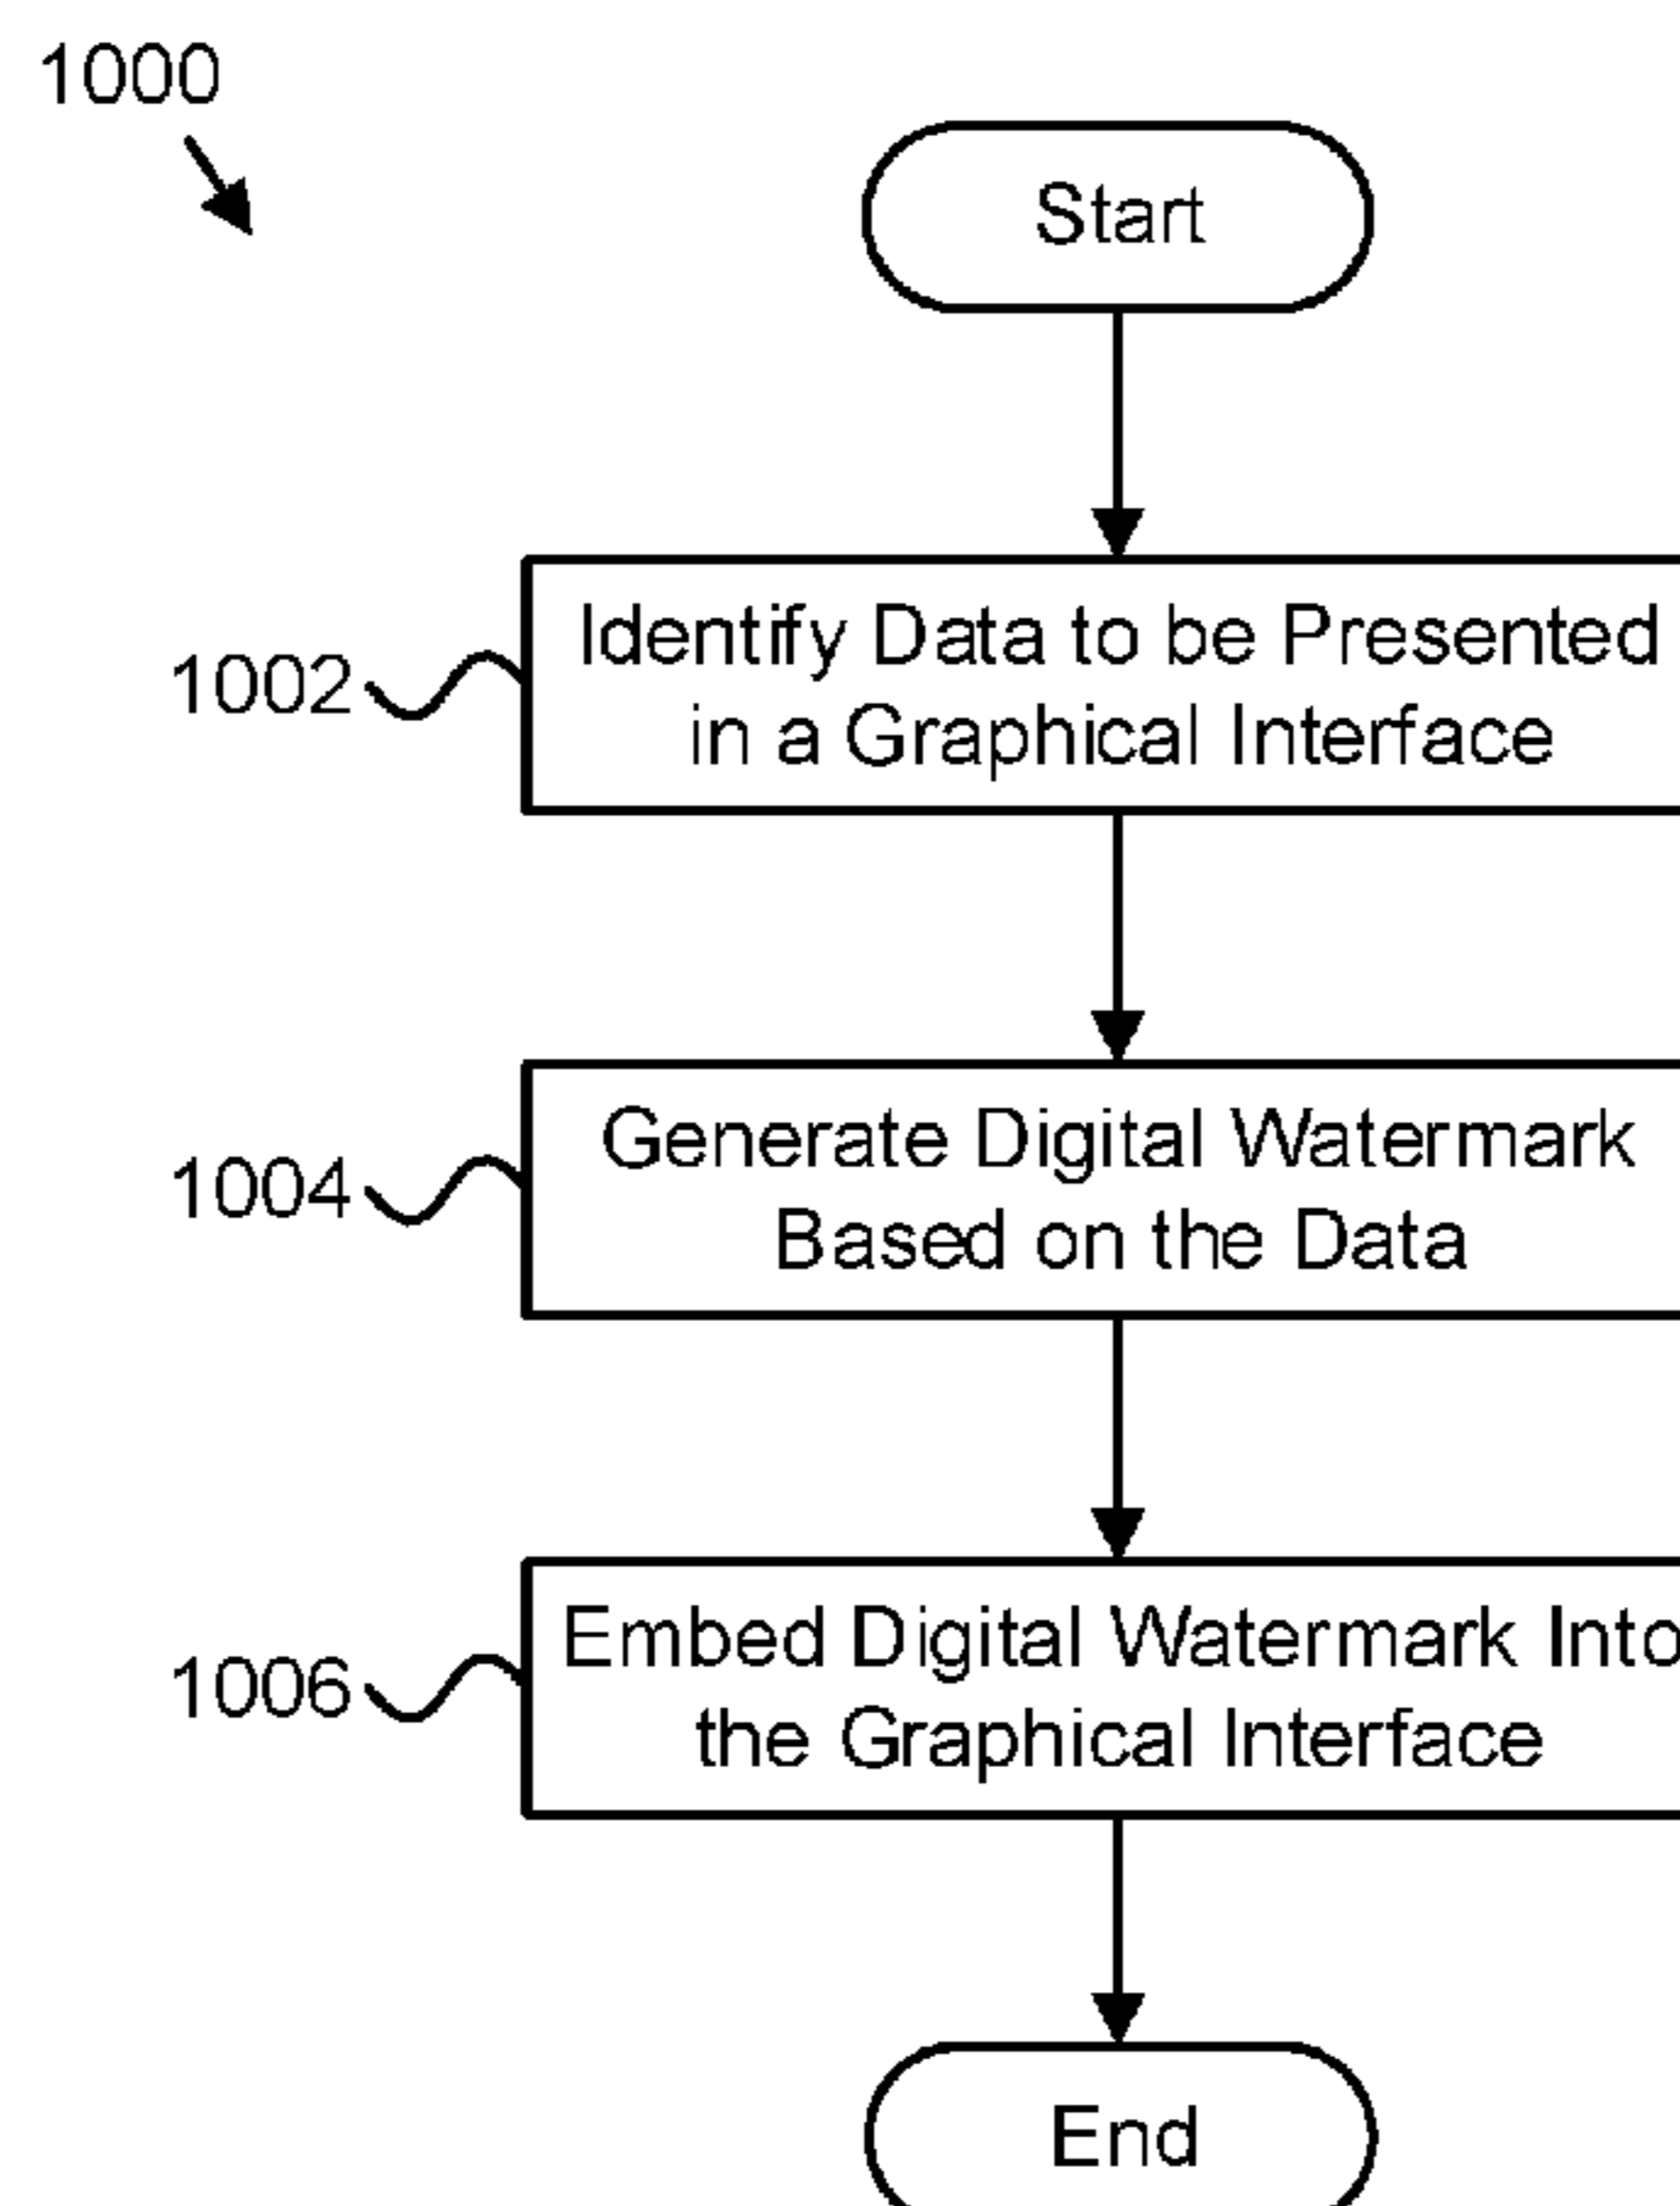 1000
Start
1002
Identify Data to be Presented
in a Graphical Interface
1004
Generate Digital Watermark
Based on the Data
1006
Embed Digital Watermark Into
the Graphical Interface
End